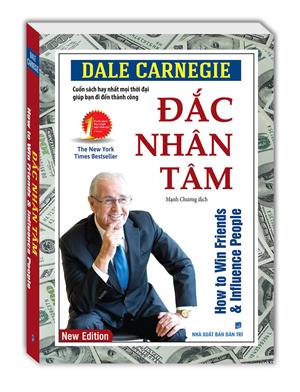 DALE CARNEGIE
Cuốn sách hay nhất mọi thời đại
giúp bạn đi đến thành công
The New York
Times Bestseller
ĐẮC
NHÂN
TÂM
Mạnh Chương dịch
How to Win Friends
& Influence People
New Edition
NHÀ XUẤT BẢN DÂN TRÍ
DALE CARNEGIE
ĐẮC NHÂN TÂM
How to Win Friends & Influence People